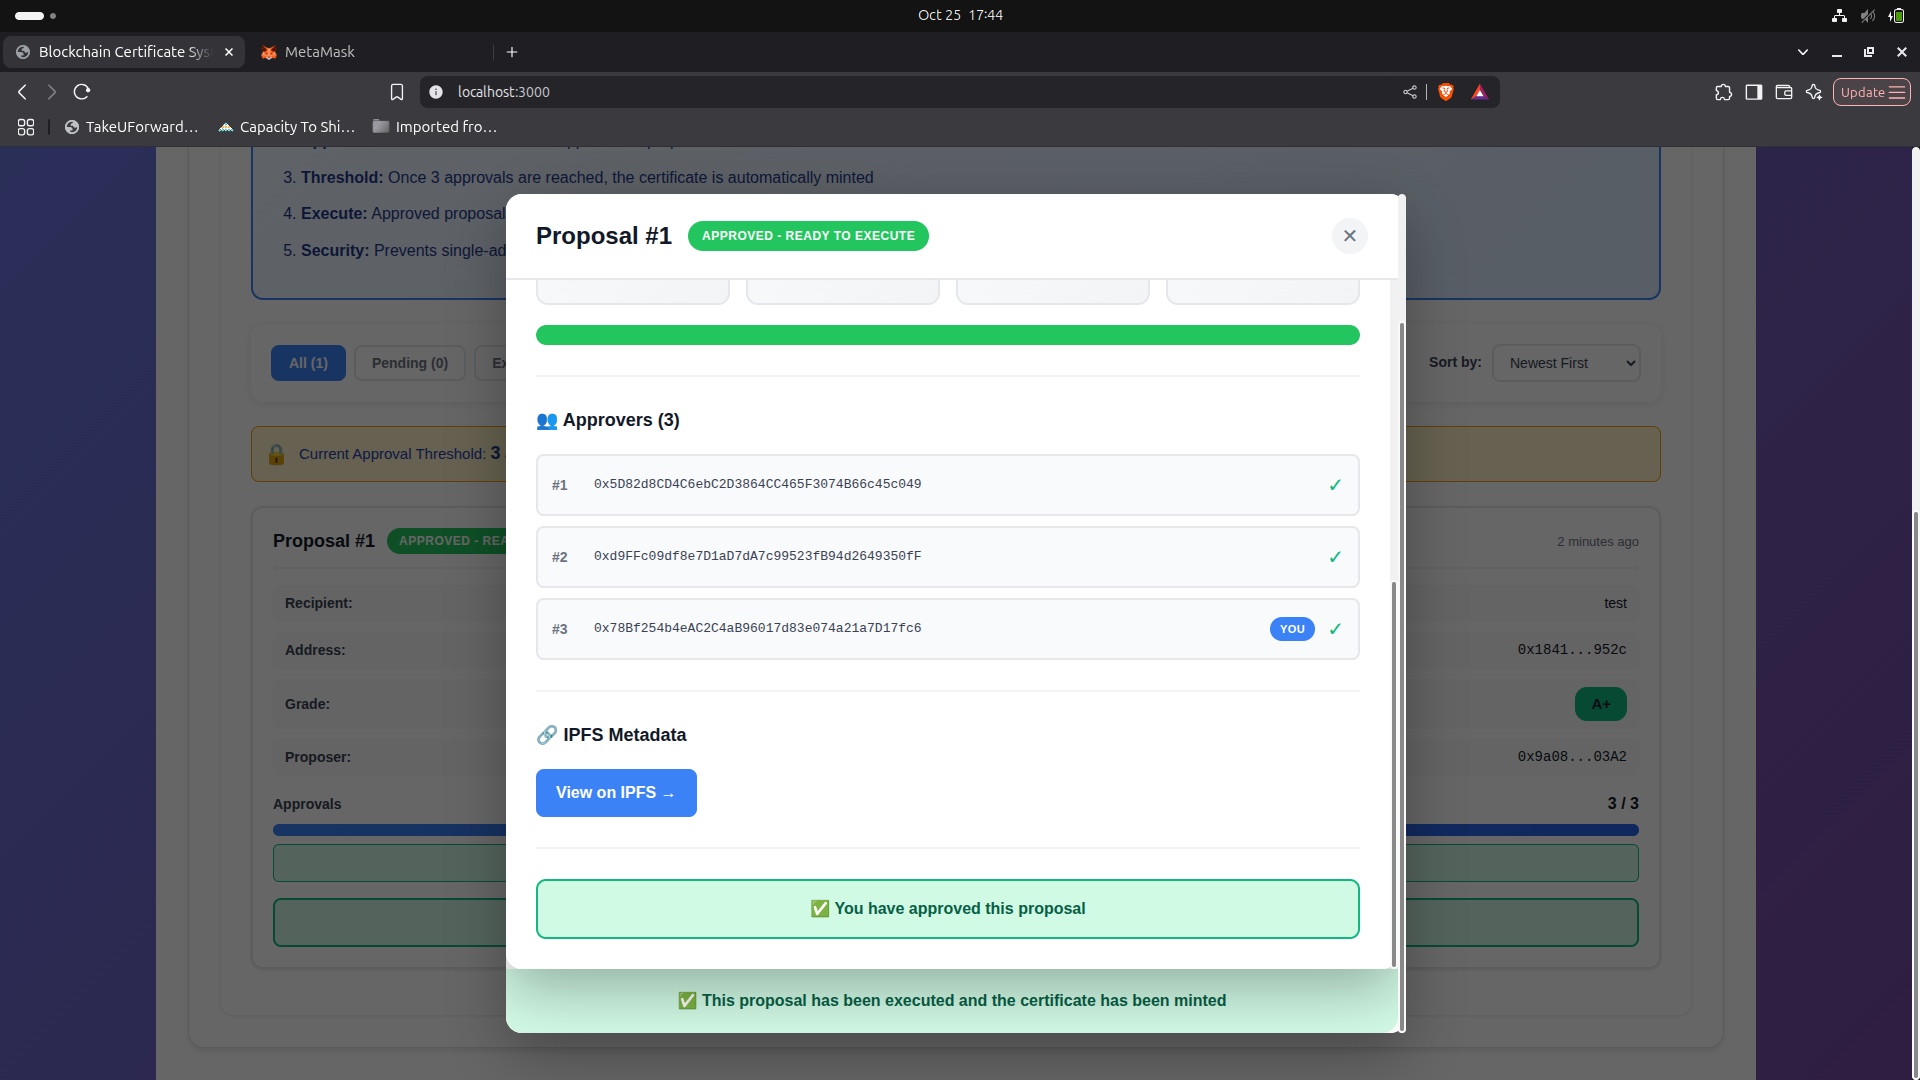 Oct 25 17:44
Blockchain Certificate Sys
MetaMask
localhost:3000
Update
TakeUForward…
Capacity To Shi…
Imported fro…
3. Threshold: Once 3 approvals are reached, the certificate is automatically minted
4. Execute: Approved proposal
5. Security: Prevents single-ad
Proposal #1
APPROVED - READY TO EXECUTE
✕
All (1)
Pending (0)
Ex
Sort by:
Newest First
👥 Approvers (3)
🔒 Current Approval Threshold: 3
#1 0x5D82d8CD4C6ebC2D3864CC465F3074B66c45c049 ✓
#2 0xd9FFc09df8e7D1aD7dA7c99523fB94d2649350fF ✓
#3 0x78Bf254b4eAC2C4aB96017d83e074a21a7D17fc6 YOU ✓
Proposal #1
APPROVED - REA
2 minutes ago
Recipient:
test
Address:
0x1841...952c
Grade:
A+
Proposer:
0x9a08...03A2
Approvals
3 / 3
🔗 IPFS Metadata
View on IPFS →
✅ You have approved this proposal
✅ This proposal has been executed and the certificate has been minted